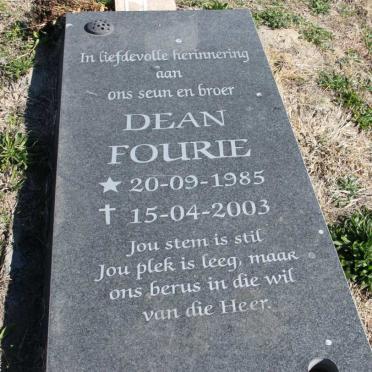 In liefdevolle herinnering
aan
ons seun en broer
DEAN
FOURIE
★ 20-09-1985
✝ 15-04-2003
Jou stem is stil
Jou plek is leeg, maar
ons berus in die wil
van die Heer.